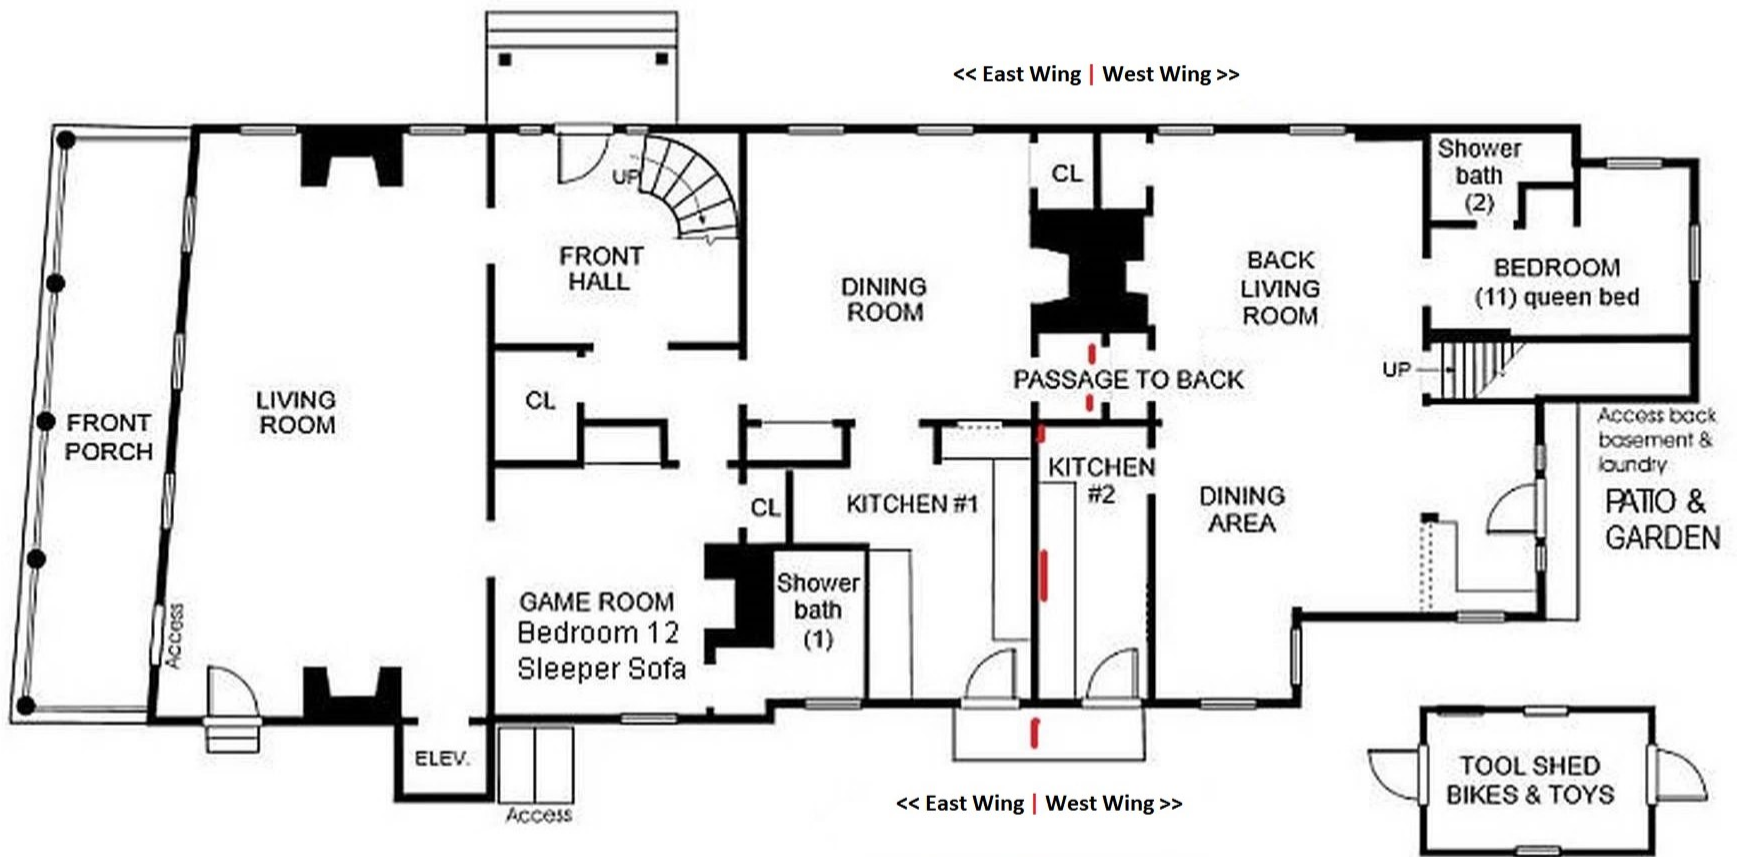 << East Wing | West Wing >>
UP
CL
Shower
bath
(2)
FRONT
HALL
DINING
ROOM
BACK
LIVING
ROOM
BEDROOM
(11) queen bed
UP
PASSAGE TO BACK
CL
LIVING
ROOM
FRONT
PORCH
Access back
basement &
laundry
PATIO &
GARDEN
KITCHEN
#2
CL
KITCHEN #1
DINING
AREA
GAME ROOM
Bedroom 12
Sleeper Sofa
Shower
bath
(1)
Access
ELEV.
Access
TOOL SHED
BIKES & TOYS
<< East Wing | West Wing >>